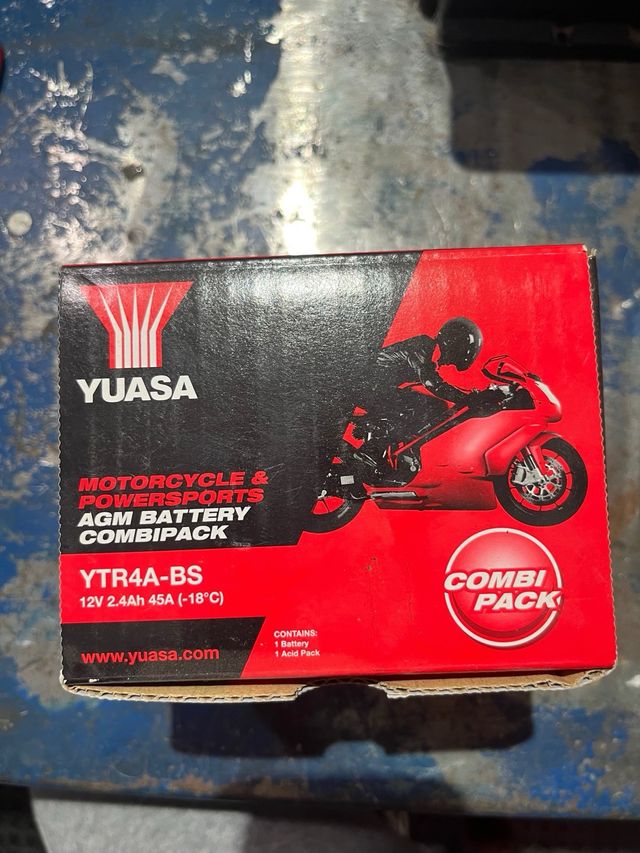 YUASA
MOTORCYCLE &
POWERSPORTS
AGM BATTERY
COMBIPACK
YTR4A-BS
12V 2.4Ah 45A (-18°C)
www.yuasa.com
CONTAINS:
1 Battery
1 Acid Pack
COMBI
PACK